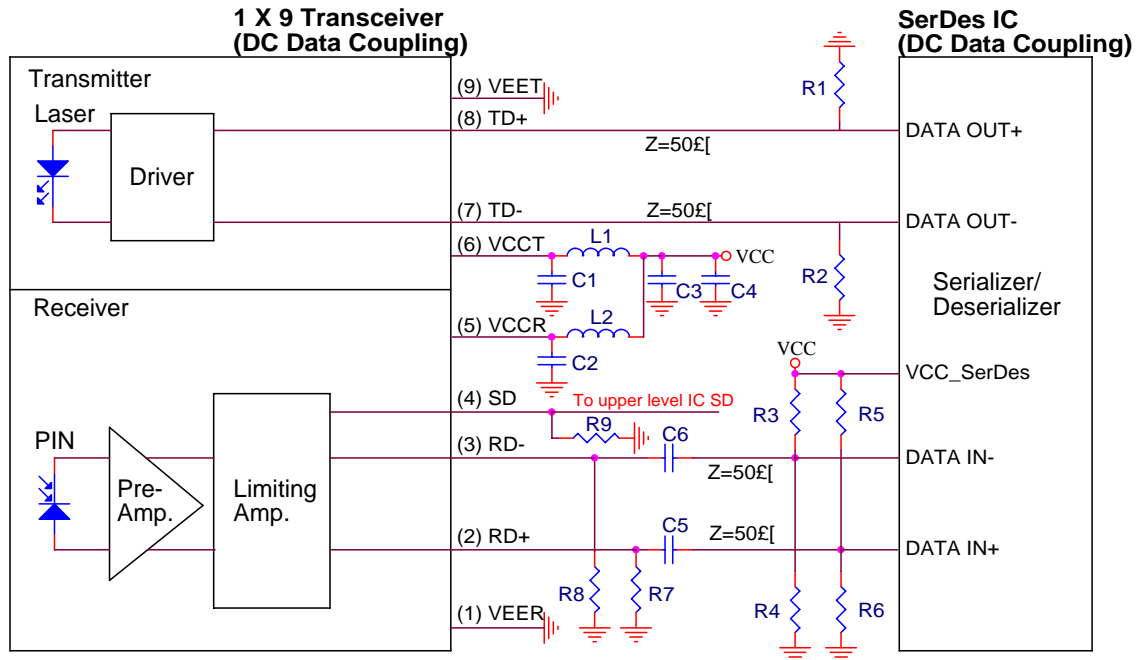 1 X 9 Transceiver
(DC Data Coupling)
SerDes IC
(DC Data Coupling)
Transmitter
Laser
Driver
(9) VEET
(8) TD+
Z=50£[
R1
DATA OUT+
(7) TD-
Z=50£[
DATA OUT-
R2
(6) VCCT
L1
VCC
C1
C3
C4
Serializer/
Deserializer
Receiver
(5) VCCR
L2
C2
VCC
VCC_SerDes
(4) SD
To upper level IC SD
R9
R3
R5
PIN
Pre-
Amp.
Limiting
Amp.
(3) RD-
C6
Z=50£[
DATA IN-
(2) RD+
C5
Z=50£[
DATA IN+
R8
R7
R4
R6
(1) VEER